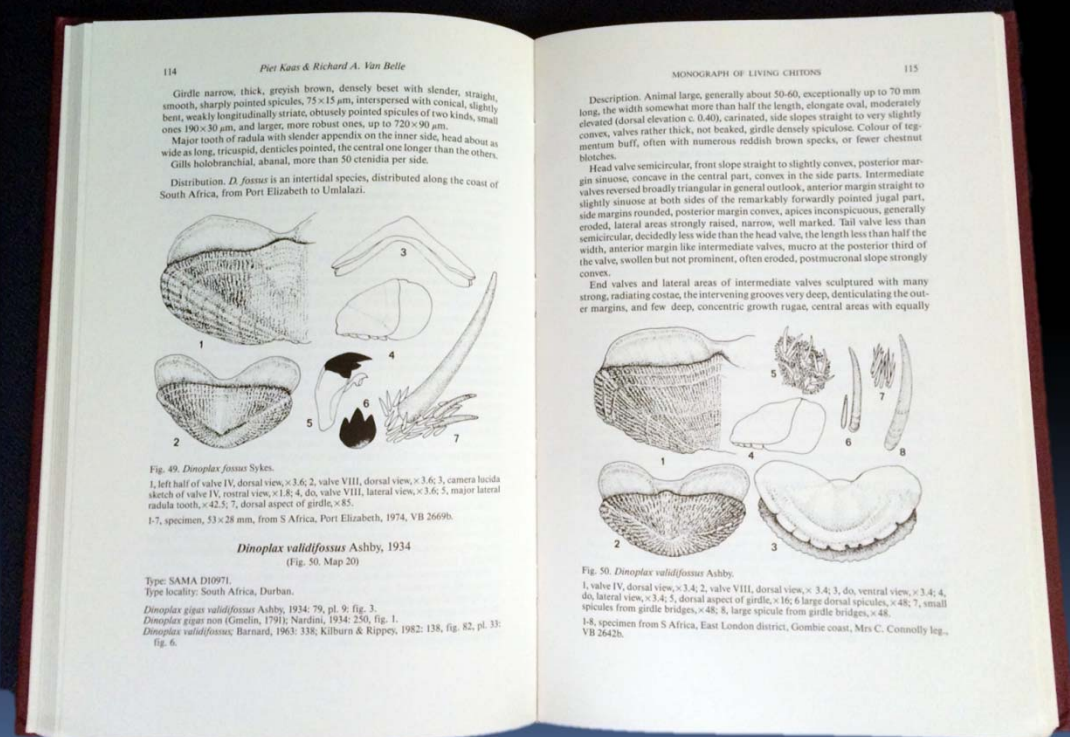 114
Piet Kaas & Richard A. Van Belle
Girdle narrow, thick, greyish brown, densely beset with slender, straight,
smooth, sharply pointed spicules, 75×15 μm, interspersed with conical, slightly
bent, weakly longitudinally striate, obtusely pointed spicules of two kinds, small
ones 190×30 μm, and larger, more robust ones, up to 720×90 μm.
Major tooth of radula with slender appendix on the inner side, head about as
wide as long, tricuspid, denticles pointed, the central one longer than the others.
Gills holobranchial, abanal, more than 50 ctenidia per side.
Distribution. D. fossus is an intertidal species, distributed along the coast of
South Africa, from Port Elizabeth to Umlalazi.
1
2
3
4
5
6
7
Fig. 49. Dinoplax fossus Sykes.
1, left half of valve IV, dorsal view, × 3.6; 2, valve VIII, dorsal view, × 3.6; 3, camera lucida
sketch of valve IV, rostral view, × 1.8; 4, do, valve VIII, lateral view, × 3.6; 5, major lateral
radula tooth, × 42.5; 7, dorsal aspect of girdle, × 85.
1-7, specimen, 53 × 28 mm, from S Africa, Port Elizabeth, 1974, VB 2669b.
Dinoplax validifossus Ashby, 1934
(Fig. 50. Map 20)
Type: SAMA D10971.
Type locality: South Africa, Durban.
Dinoplax gigas validifossus Ashby, 1934: 79, pl. 9: fig. 3.
Dinoplax gigas non (Gmelin, 1791); Nardini, 1934: 250, fig. 1.
Dinoplax validifossus; Barnard, 1963: 338; Kilburn & Rippey, 1982: 138, fig. 82, pl. 33:
fig. 6.
MONOGRAPH OF LIVING CHITONS
115
Description. Animal large, generally about 50-60, exceptionally up to 70 mm
long, the width somewhat more than half the length, elongate oval, moderately
elevated (dorsal elevation c. 0.40), carinated, side slopes straight to very slightly
convex, valves rather thick, not beaked, girdle densely spiculose. Colour of teg-
mentum buff, often with numerous reddish brown specks, or fewer chestnut
blotches.
Head valve semicircular, front slope straight to slightly convex, posterior mar-
gin sinuose, concave in the central part, convex in the side parts. Intermediate
valves reversed broadly triangular in general outlook, anterior margin straight to
slightly sinuose at both sides of the remarkably forwardly pointed jugal part,
side margins rounded, posterior margin convex, apices inconspicuous, generally
eroded, lateral areas strongly raised, narrow, well marked. Tail valve less than
semicircular, decidedly less wide than the head valve, the length less than half the
width, anterior margin like intermediate valves, mucro at the posterior third of
the valve, swollen but not prominent, often eroded, postmucronal slope strongly
convex.
End valves and lateral areas of intermediate valves sculptured with many
strong, radiating costae, the intervening grooves very deep, denticulating the out-
er margins, and few deep, concentric growth rugae, central areas with equally
1
2
3
4
5
6
7
8
Fig. 50. Dinoplax validifossus Ashby.
1, valve IV, dorsal view, × 3.4; 2, valve VIII, dorsal view, × 3.4; 3, do, ventral view, × 3.4; 4,
do, lateral view, × 3.4; 5, dorsal aspect of girdle, × 16; 6 large dorsal spicules, × 48; 7, small
spicules from girdle bridges, × 48; 8, large spicule from girdle bridges, × 48.
1-8, specimen from S Africa, East London district, Gombie coast, Mrs C. Connolly leg.,
VB 2642b.